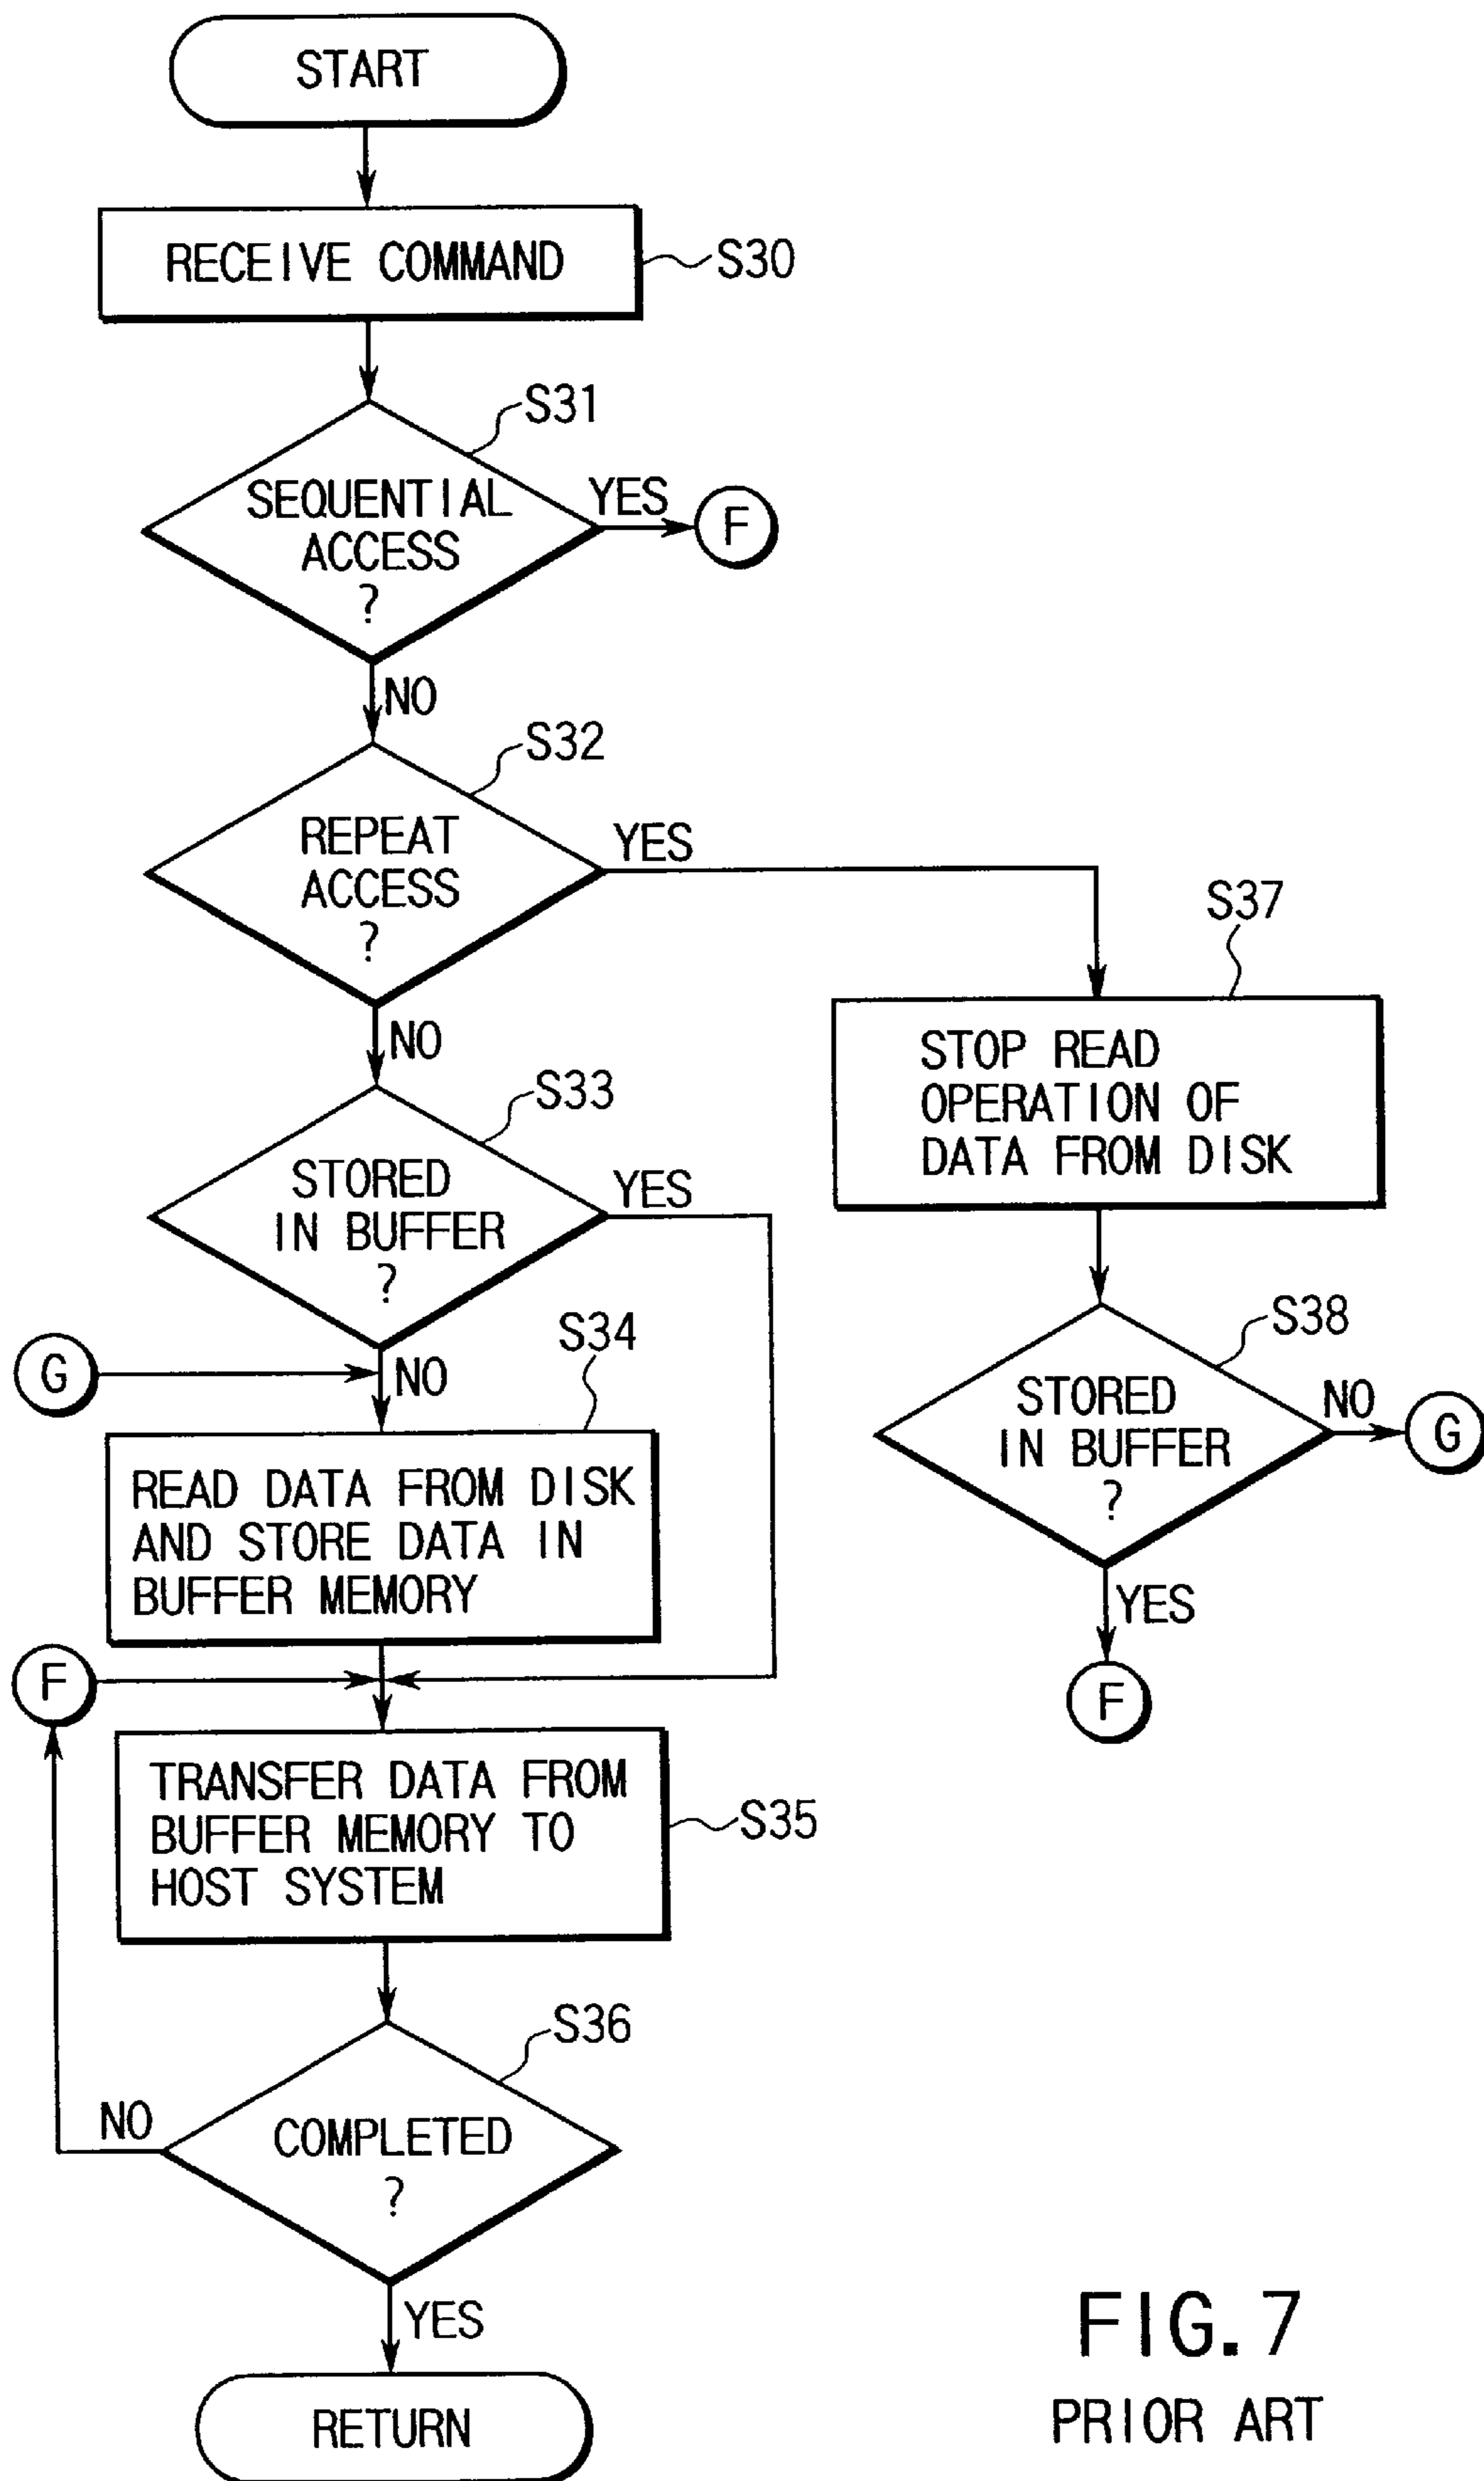 START
RECEIVE COMMAND
S30
S31
SEQUENTIAL
ACCESS
?
YES
F
NO
S32
REPEAT
ACCESS
?
YES
NO
S37
STOP READ
OPERATION OF
DATA FROM DISK
S33
STORED
IN BUFFER
?
YES
NO
S38
STORED
IN BUFFER
?
NO
G
YES
F
G
S34
READ DATA FROM DISK
AND STORE DATA IN
BUFFER MEMORY
F
TRANSFER DATA FROM
BUFFER MEMORY TO
HOST SYSTEM
S35
S36
COMPLETED
?
NO
YES
RETURN
FIG. 7
PRIOR ART